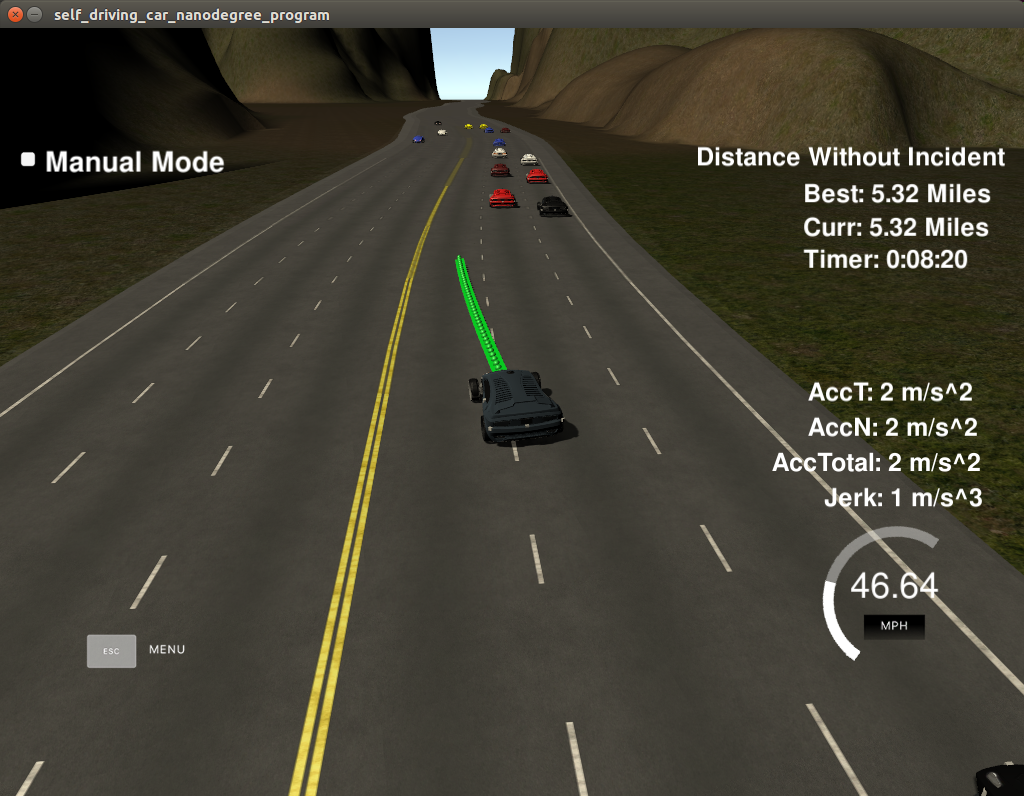 self_driving_car_nanodegree_program
Manual Mode
Distance Without Incident
Best: 5.32 Miles
Curr: 5.32 Miles
Timer: 0:08:20
AccT: 2 m/s^2
AccN: 2 m/s^2
AccTotal: 2 m/s^2
Jerk: 1 m/s^3
46.64
MPH
ESC MENU